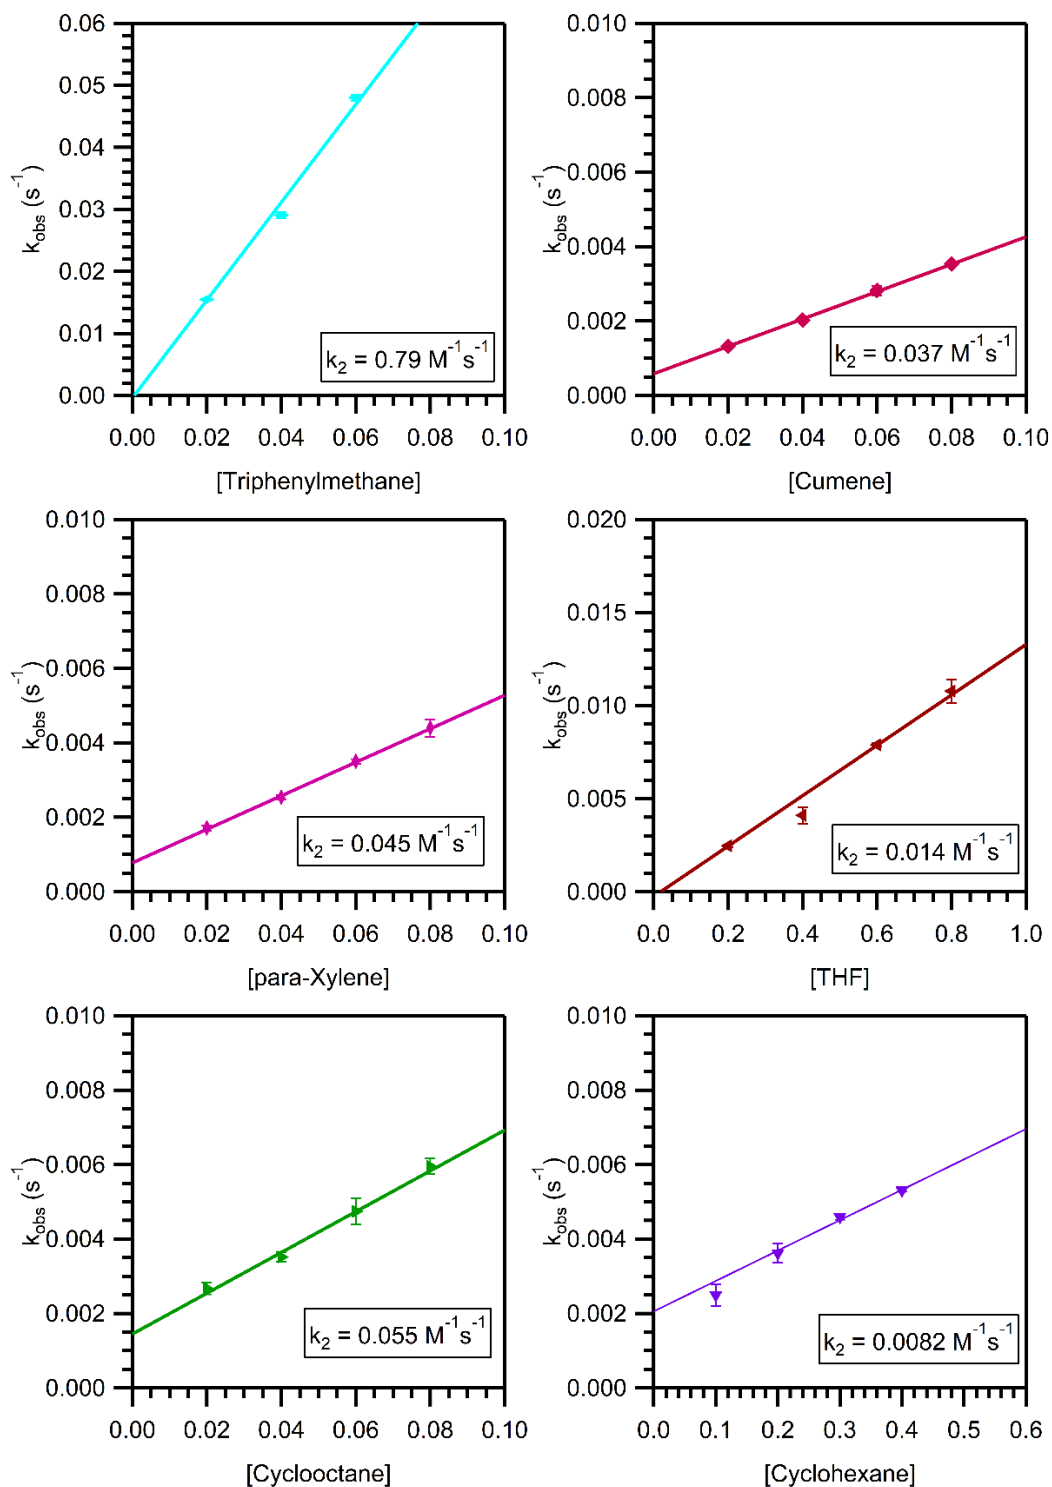 0.06
0.05
0.04
0.03
0.02
0.01
0.00
k_obs (s⁻¹)
k₂ = 0.79 M⁻¹s⁻¹
0.00 0.02 0.04 0.06 0.08 0.10
[Triphenylmethane]
0.010
0.008
0.006
0.004
0.002
0.000
k_obs (s⁻¹)
k₂ = 0.037 M⁻¹s⁻¹
0.00 0.02 0.04 0.06 0.08 0.10
[Cumene]
0.010
0.008
0.006
0.004
0.002
0.000
k_obs (s⁻¹)
k₂ = 0.045 M⁻¹s⁻¹
0.00 0.02 0.04 0.06 0.08 0.10
[para-Xylene]
0.020
0.015
0.010
0.005
0.000
k_obs (s⁻¹)
k₂ = 0.014 M⁻¹s⁻¹
0.0 0.2 0.4 0.6 0.8 1.0
[THF]
0.010
0.008
0.006
0.004
0.002
0.000
k_obs (s⁻¹)
k₂ = 0.055 M⁻¹s⁻¹
0.00 0.02 0.04 0.06 0.08 0.10
[Cyclooctane]
0.010
0.008
0.006
0.004
0.002
0.000
k_obs (s⁻¹)
k₂ = 0.0082 M⁻¹s⁻¹
0.0 0.1 0.2 0.3 0.4 0.5 0.6
[Cyclohexane]